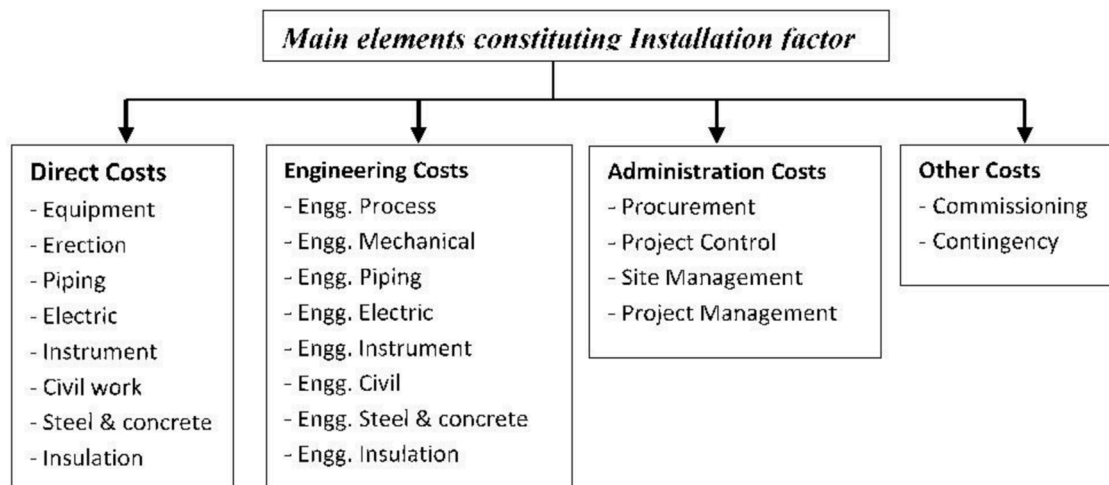 Main elements constituting Installation factor
Direct Costs
- Equipment
- Erection
- Piping
- Electric
- Instrument
- Civil work
- Steel & concrete
- Insulation
Engineering Costs
- Engg. Process
- Engg. Mechanical
- Engg. Piping
- Engg. Electric
- Engg. Instrument
- Engg. Civil
- Engg. Steel & concrete
- Engg. Insulation
Administration Costs
- Procurement
- Project Control
- Site Management
- Project Management
Other Costs
- Commissioning
- Contingency